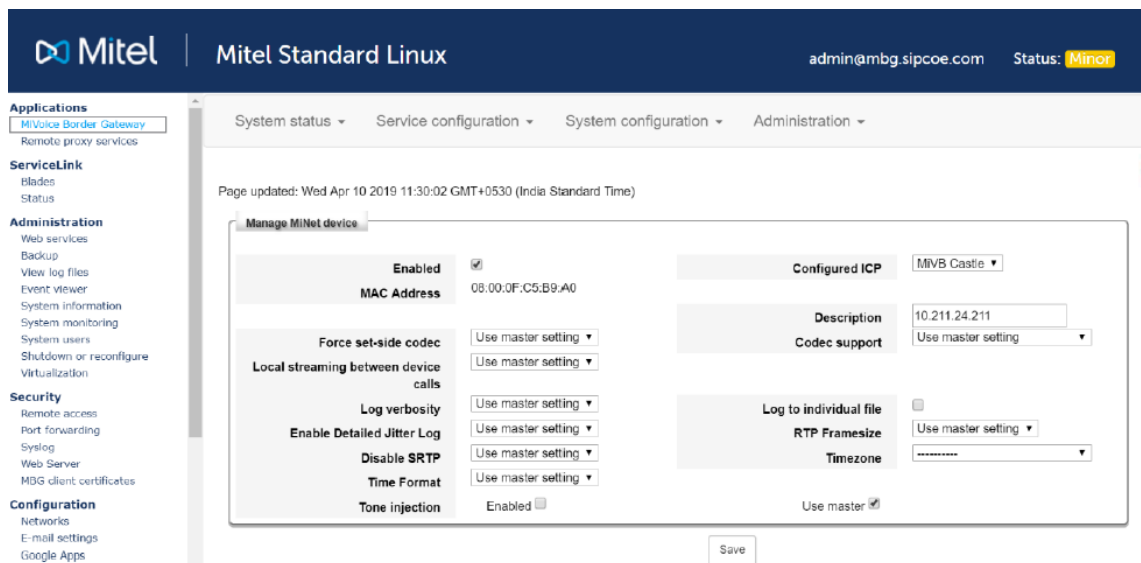 Mitel
Mitel Standard Linux
admin@mbg.sipcoe.com
Status: Minor
Applications
MiVoice Border Gateway
Remote proxy services
ServiceLink
Blades
Status
Administration
Web services
Backup
View log files
Event viewer
System information
System monitoring
System users
Shutdown or reconfigure
Virtualization
Security
Remote access
Port forwarding
Syslog
Web Server
MBG client certificates
Configuration
Networks
E-mail settings
Google Apps
System status
Service configuration
System configuration
Administration
Page updated: Wed Apr 10 2019 11:30:02 GMT+0530 (India Standard Time)
Manage MiNet device
Enabled
Configured ICP MiVB Castle
MAC Address 08:00:0F:C5:B9:A0
Description 10.211.24.211
Force set-side codec Use master setting
Codec support Use master setting
Local streaming between device
calls
Use master setting
Log verbosity Use master setting
Log to individual file
Enable Detailed Jitter Log Use master setting
RTP Framesize Use master setting
Disable SRTP Use master setting
Timezone ----------
Time Format Use master setting
Tone injection Enabled
Use master
Save